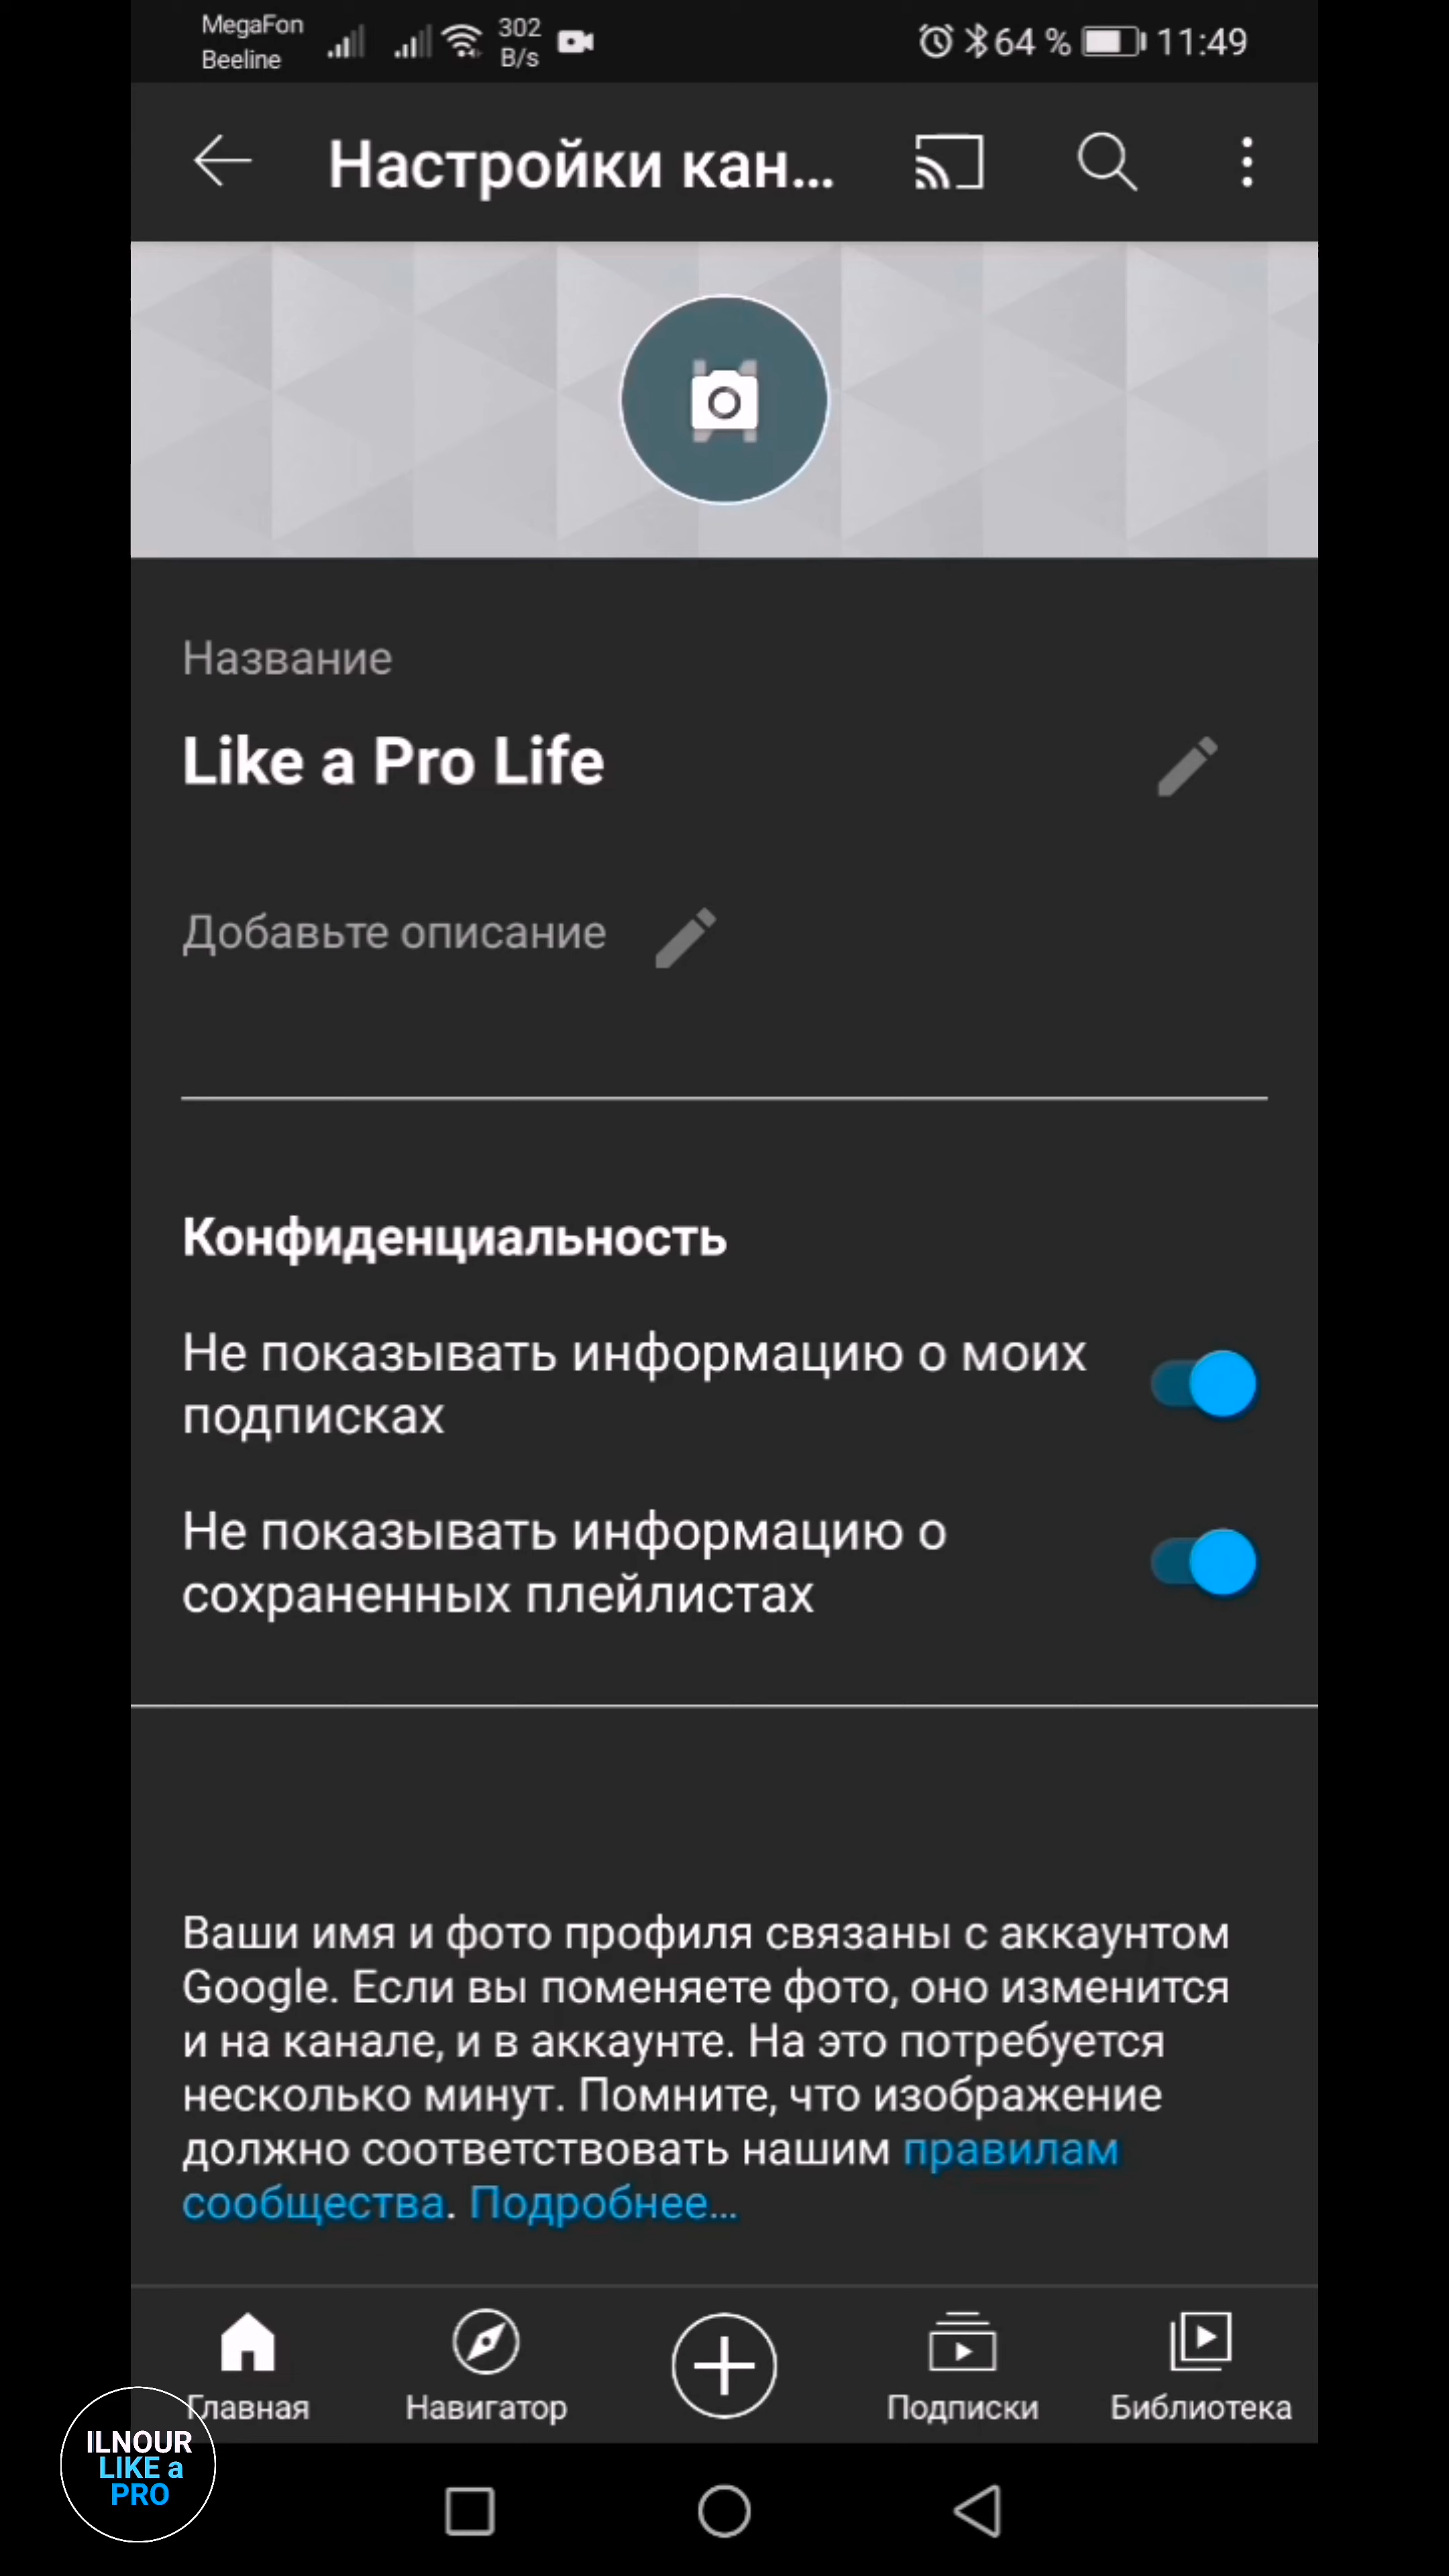 MegaFon
Beeline
302
B/s
64 %
11:49
Настройки кан...
Название
Like a Pro Life
Добавьте описание
Конфиденциальность
Не показывать информацию о моих
подписках
Не показывать информацию о
сохраненных плейлистах
Ваши имя и фото профиля связаны с аккаунтом
Google. Если вы поменяете фото, оно изменится
и на канале, и в аккаунте. На это потребуется
несколько минут. Помните, что изображение
должно соответствовать нашим правилам
сообщества. Подробнее...
Главная
Навигатор
Подписки
Библиотека
ILNOUR
LIKE a
PRO